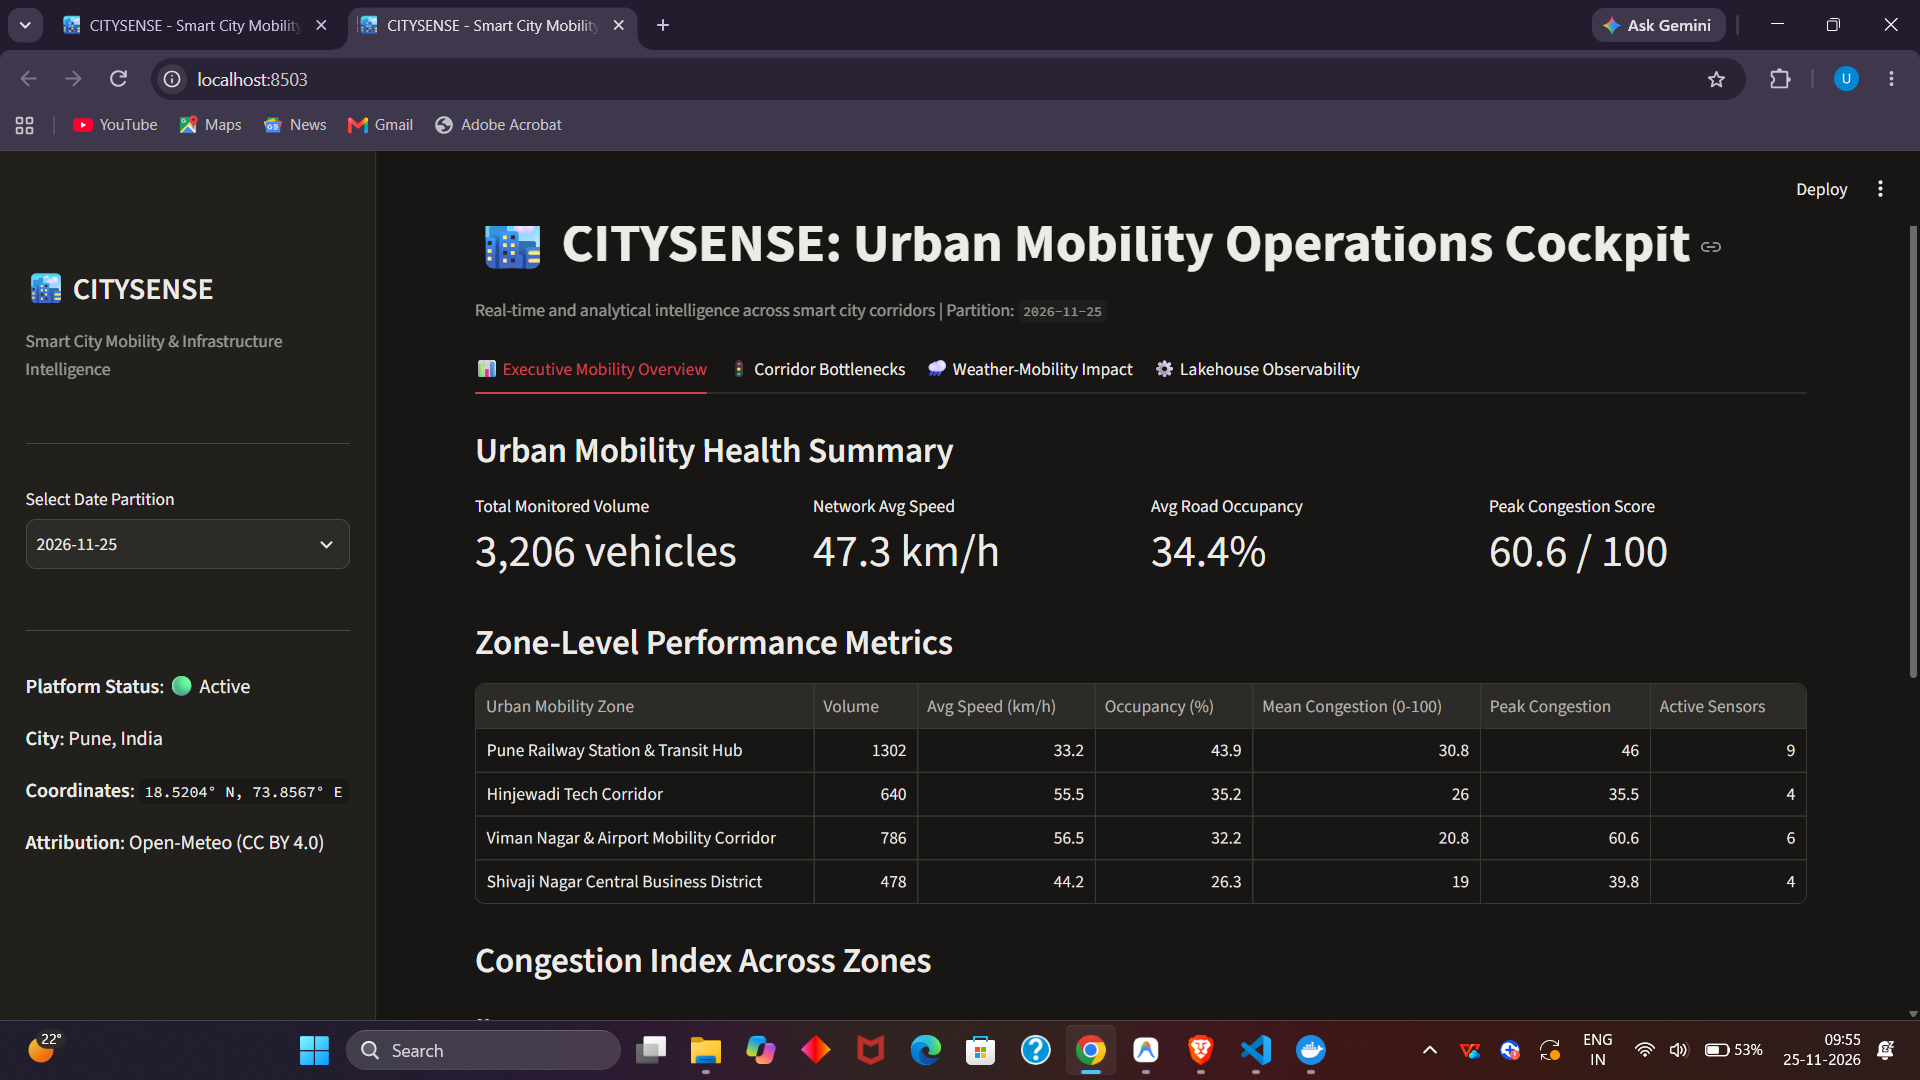 CITYSENSE - Smart City Mobility
CITYSENSE - Smart City Mobility
Ask Gemini
localhost:8503
U
YouTube
Maps
News
Gmail
Adobe Acrobat
Deploy
CITYSENSE
Smart City Mobility & Infrastructure
Intelligence
Select Date Partition
2026-11-25
Platform Status: Active
City: Pune, India
Coordinates: 18.5204° N, 73.8567° E
Attribution: Open-Meteo (CC BY 4.0)
CITYSENSE: Urban Mobility Operations Cockpit
Real-time and analytical intelligence across smart city corridors | Partition: 2026-11-25
Executive Mobility Overview
Corridor Bottlenecks
Weather-Mobility Impact
Lakehouse Observability
Urban Mobility Health Summary
Total Monitored Volume
3,206 vehicles
Network Avg Speed
47.3 km/h
Avg Road Occupancy
34.4%
Peak Congestion Score
60.6 / 100
Zone-Level Performance Metrics
Urban Mobility Zone Volume Avg Speed (km/h) Occupancy (%) Mean Congestion (0-100) Peak Congestion Active Sensors
Pune Railway Station & Transit Hub 1302 33.2 43.9 30.8 46 9
Hinjewadi Tech Corridor 640 55.5 35.2 26 35.5 4
Viman Nagar & Airport Mobility Corridor 786 56.5 32.2 20.8 60.6 6
Shivaji Nagar Central Business District 478 44.2 26.3 19 39.8 4
Congestion Index Across Zones
22°
Search
ENG
IN
53%
09:55
25-11-2026